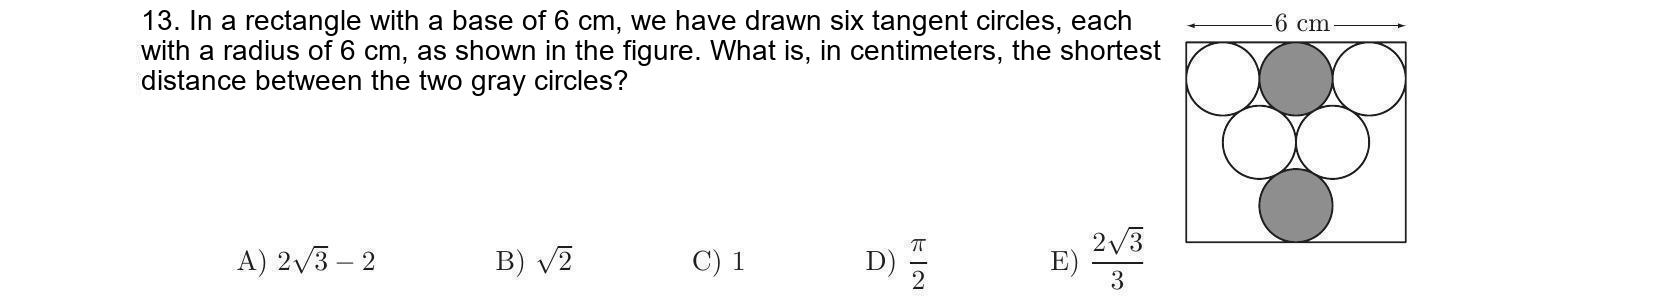 13. In a rectangle with a base of 6 cm, we have drawn six tangent circles, each
with a radius of 6 cm, as shown in the figure. What is, in centimeters, the shortest
distance between the two gray circles?
6 cm
A) 2√3 − 2 B) √2 C) 1 D) π/2 E) 2√3/3